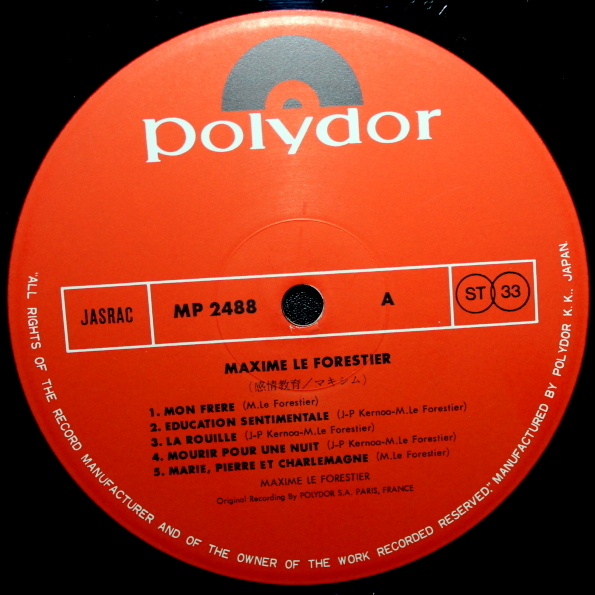 polydor
JASRAC MP 2488 A ST 33
MAXIME LE FORESTIER
(感情教育/マキシム)
1. MON FRERE (M.Le Forestier)
2. EDUCATION SENTIMENTALE (J-P Kernoa-M.Le Forestier)
3. LA ROUILLE (J-P Kernoa-M.Le Forestier)
4. MOURIR POUR UNE NUIT (J-P Kernoa-M.Le Forestier)
5. MARIE, PIERRE ET CHARLEMAGNE (M.Le Forestier)
MAXIME LE FORESTIER
Original Recording By POLYDOR S.A. PARIS, FRANCE
"ALL RIGHTS OF THE RECORD MANUFACTURER AND OF THE OWNER OF THE WORK RECORDED RESERVED." MANUFACTURED BY POLYDOR K.K., JAPAN.